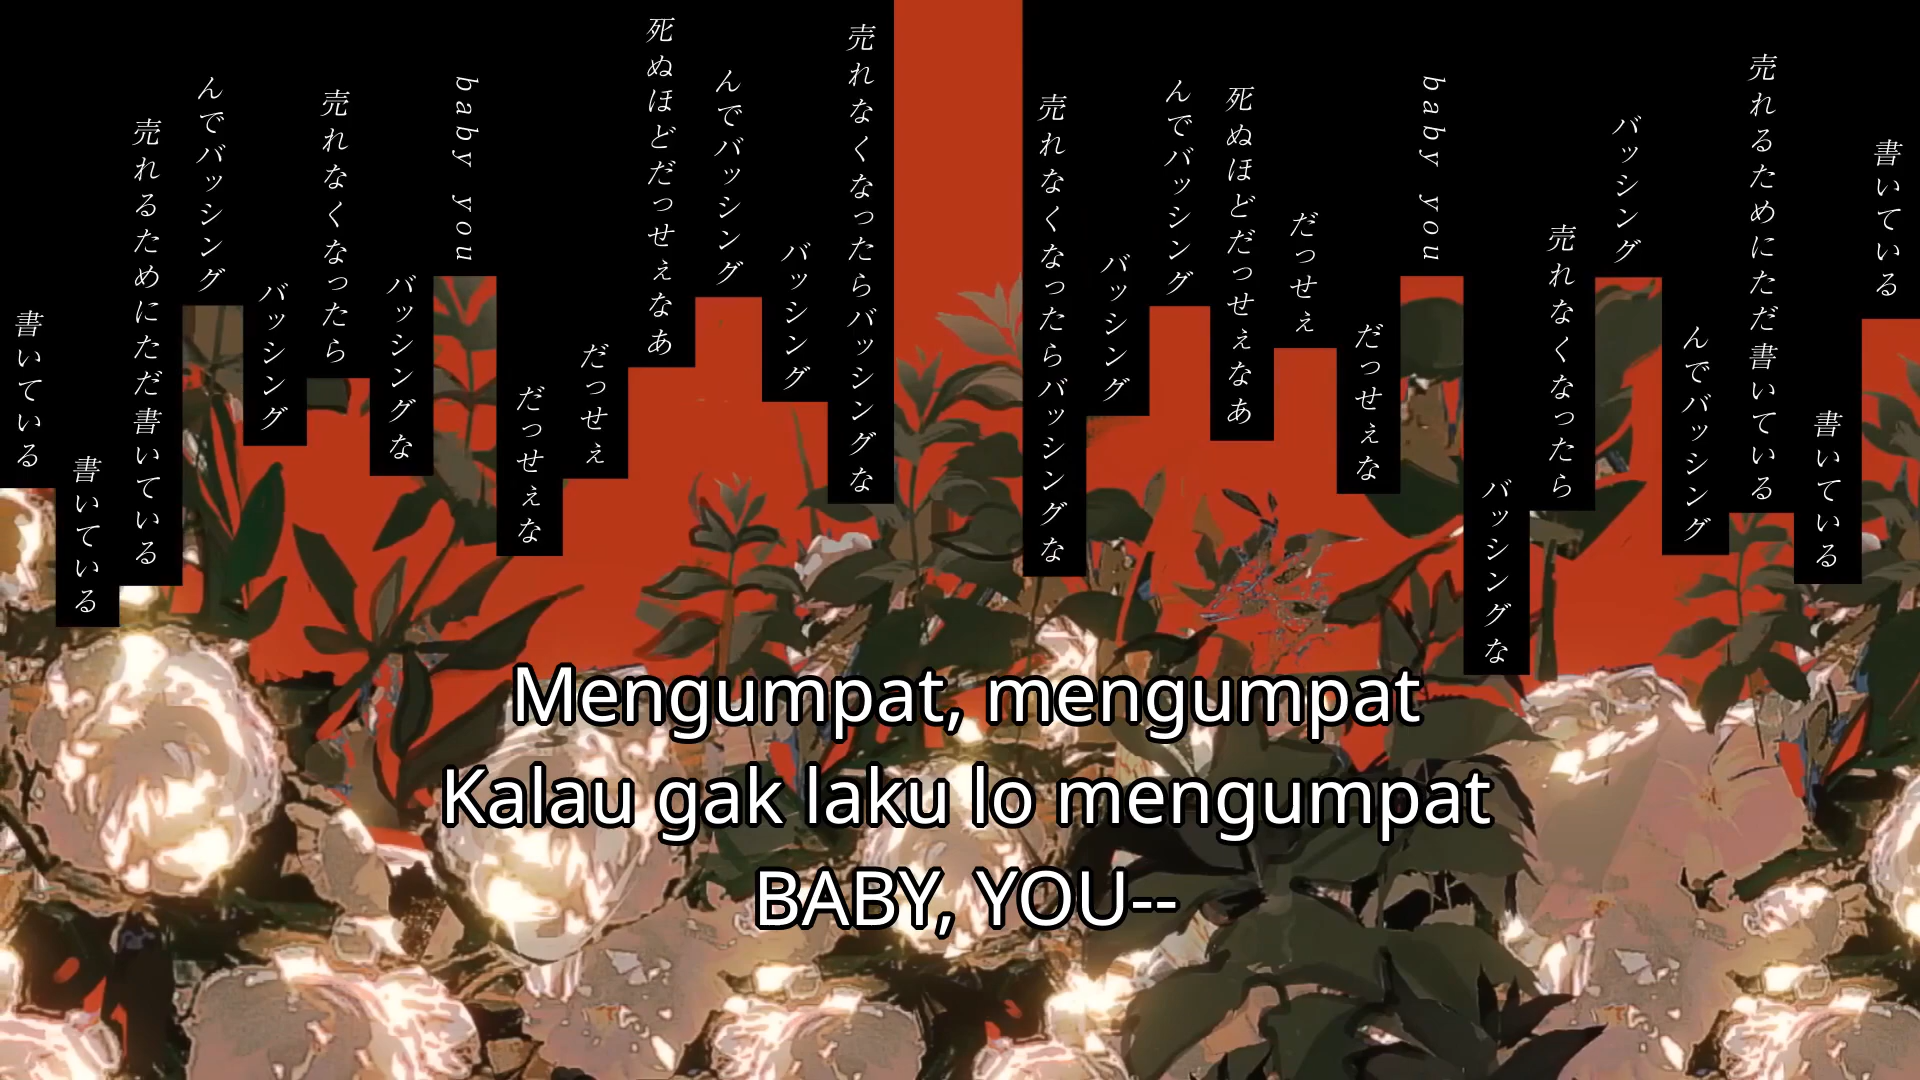 書いている
書いている
売れるためにただ書いている
んでバッシング
バッシング
売れなくなったら
バッシングな
baby you
だっせぇな
だっせぇ
死ぬほどだっせぇなあ
んでバッシング
バッシング
売れなくなったらバッシングな
売れなくなったらバッシングな
バッシング
んでバッシング
死ぬほどだっせぇなあ
だっせぇ
だっせぇな
baby you
バッシングな
売れなくなったら
バッシング
んでバッシング
売れるためにただ書いている
書いている
書いている
Mengumpat, mengumpat
Kalau gak laku lo mengumpat
BABY, YOU--